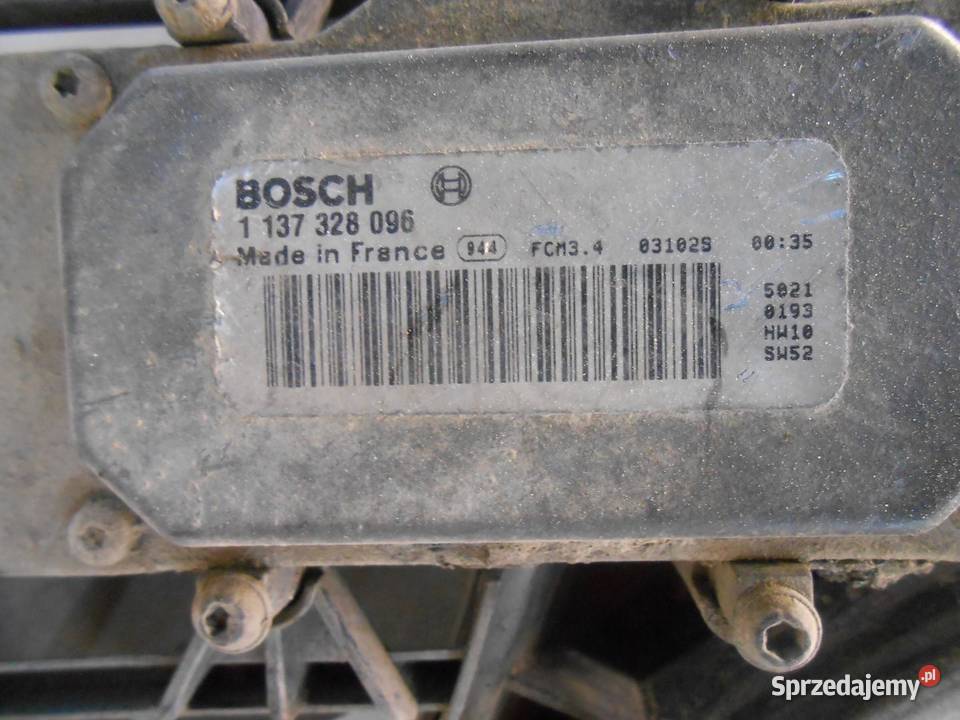 BOSCH
1 137 328 096
Made in France 944 FCM3.4 03102S 00:35
5021
0193
HW10
SW52
Sprzedajemy.pl